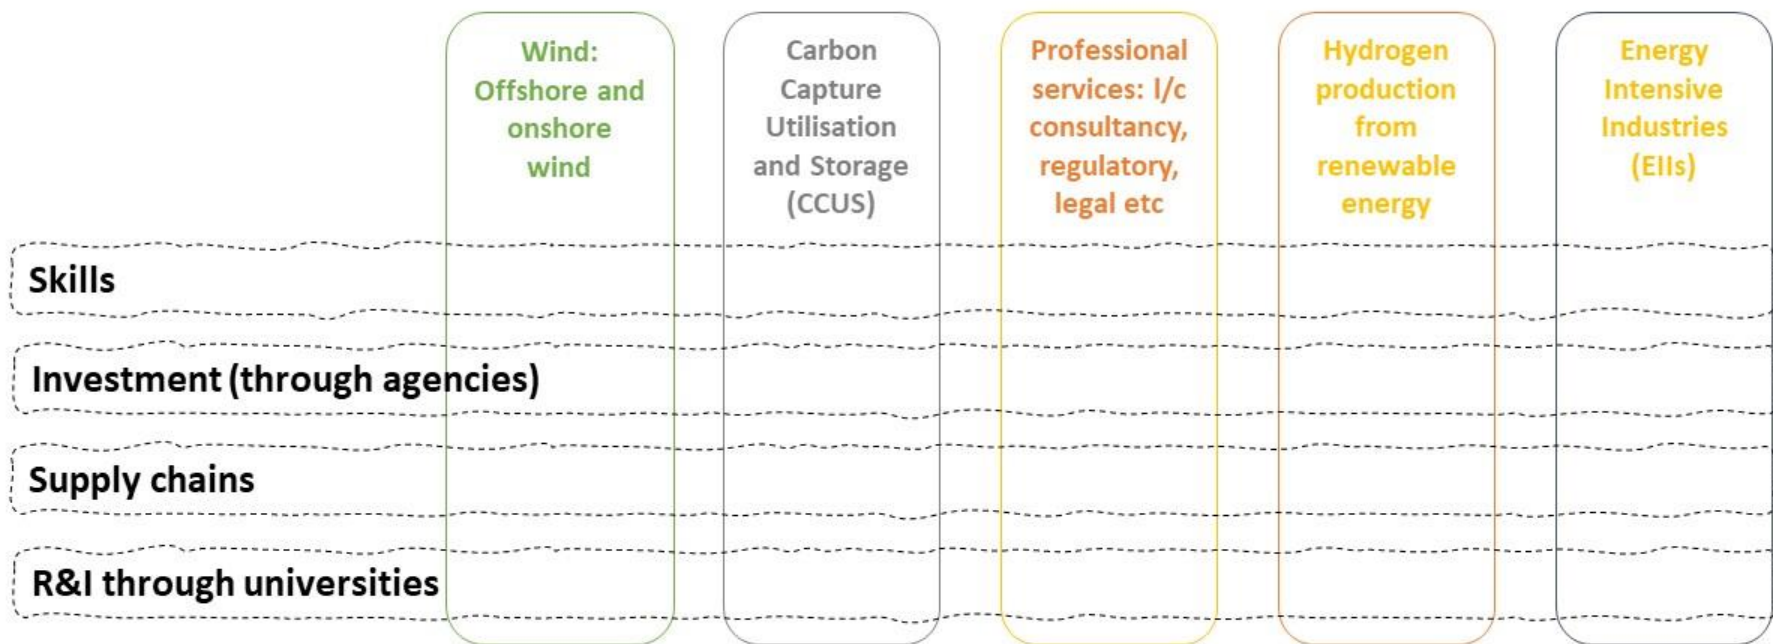 Wind:
Offshore and
onshore
wind
Carbon
Capture
Utilisation
and Storage
(CCUS)
Professional
services: l/c
consultancy,
regulatory,
legal etc
Hydrogen
production
from
renewable
energy
Energy
Intensive
Industries
(EIIs)
Skills
Investment (through agencies)
Supply chains
R&I through universities